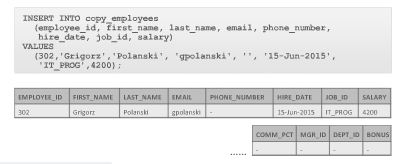 INSERT INTO copy_employees
(employee_id, first_name, last_name, email, phone_number,
hire_date, job_id, salary)
VALUES
(302,'Grigorz','Polanski', 'gpolanski', '', '15-Jun-2015',
'IT_PROG',4200);
EMPLOYEE_ID FIRST_NAME LAST_NAME EMAIL PHONE_NUMBER HIRE_DATE JOB_ID SALARY
302 Grigorz Polanski gpolanski - 15-Jun-2015 IT_PROG 4200
COMM_PCT MGR_ID DEPT_ID BONUS
...... - - - -